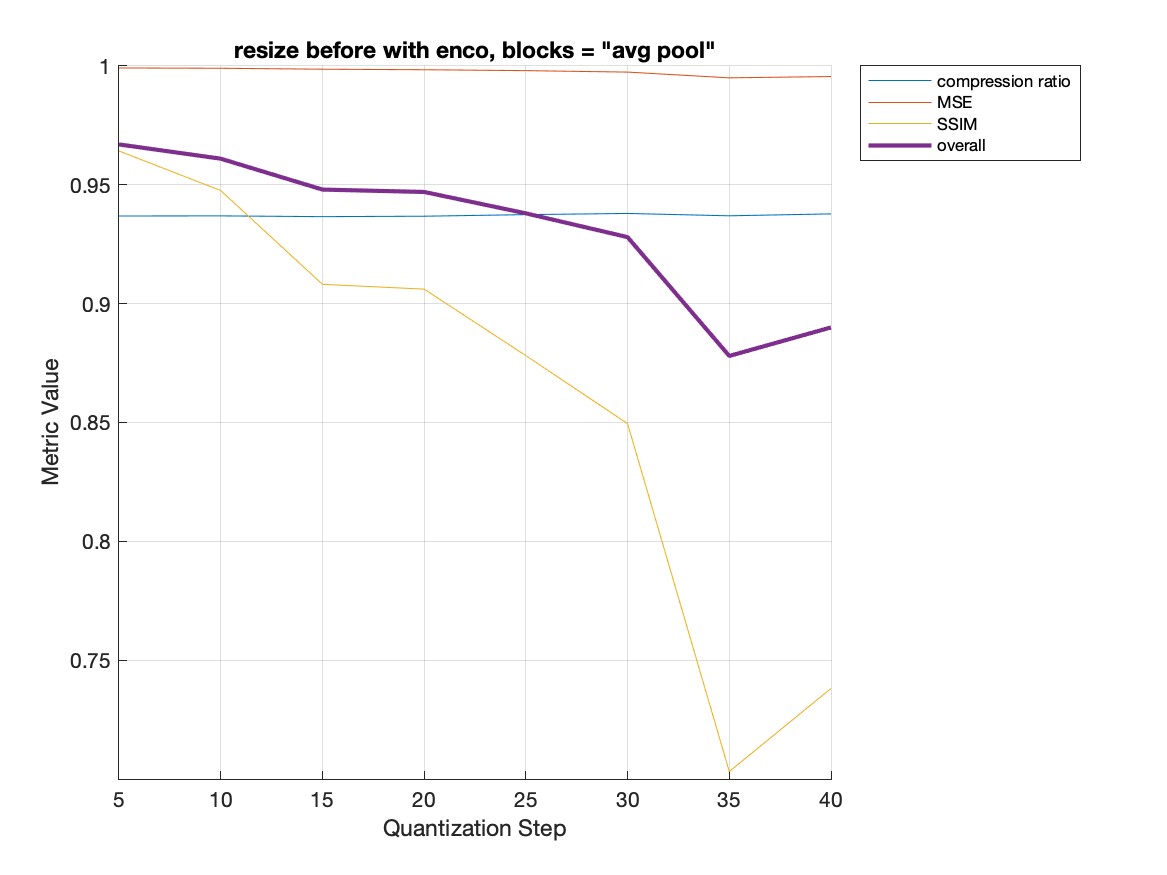 resize before with enco, blocks = "avg pool"
compression ratio
MSE
SSIM
overall
Metric Value
1
0.95
0.9
0.85
0.8
0.75
5 10 15 20 25 30 35 40
Quantization Step